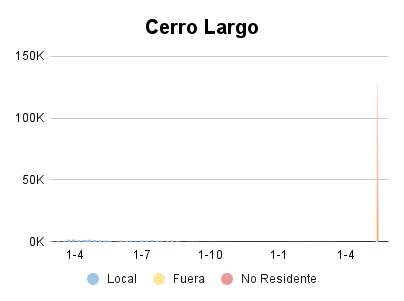 Cerro Largo
150K
100K
50K
0K
1-4 1-7 1-10 1-1 1-4
Local Fuera No Residente